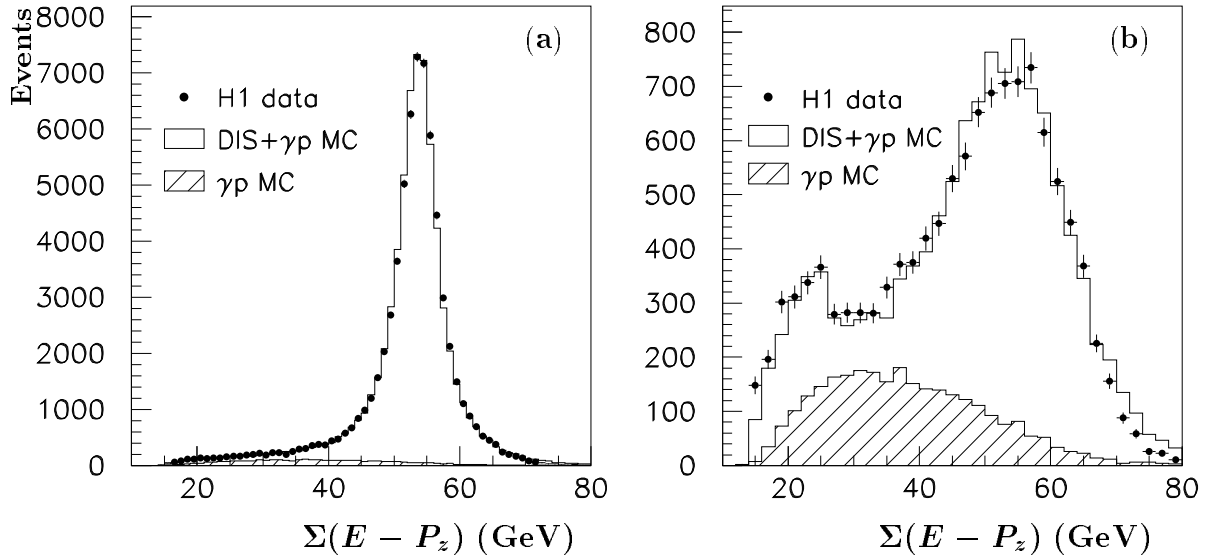 Events
8000
7000
6000
5000
4000
3000
2000
1000
0
(a)
H1 data
DIS+γp MC
γp MC
20 40 60 80
Σ(E − P_z) (GeV)
800
700
600
500
400
300
200
100
0
(b)
H1 data
DIS+γp MC
γp MC
20 40 60 80
Σ(E − P_z) (GeV)